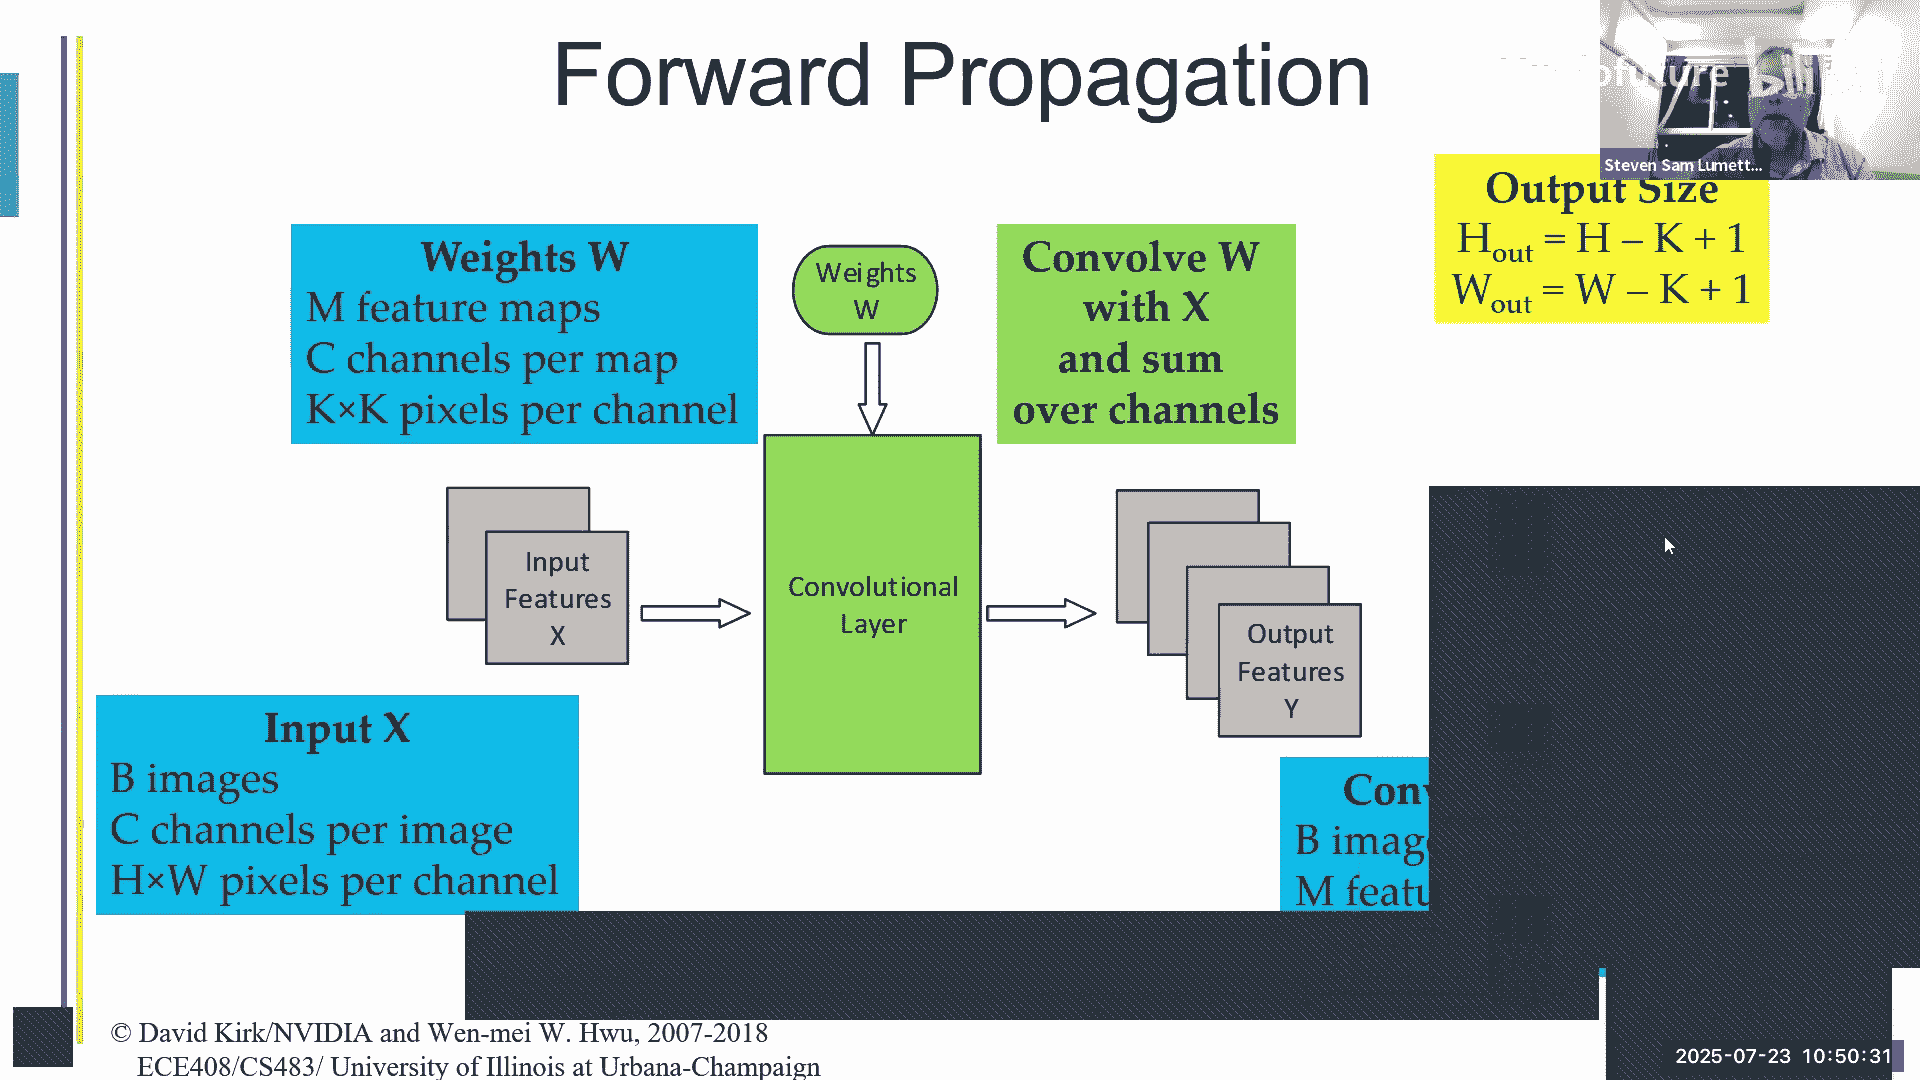 Forward Propagation
Steven Sam Lumett...
Output Size
Hout = H – K + 1
Wout = W – K + 1
Weights W
M feature maps
C channels per map
K×K pixels per channel
Weights
W
Convolve W
with X
and sum
over channels
Input
Features
X
Convolutional
Layer
Output
Features
Y
Input X
B images
C channels per image
H×W pixels per channel
© David Kirk/NVIDIA and Wen-mei W. Hwu, 2007-2018
ECE408/CS483/ University of Illinois at Urbana-Champaign
2025-07-23 10:50:31